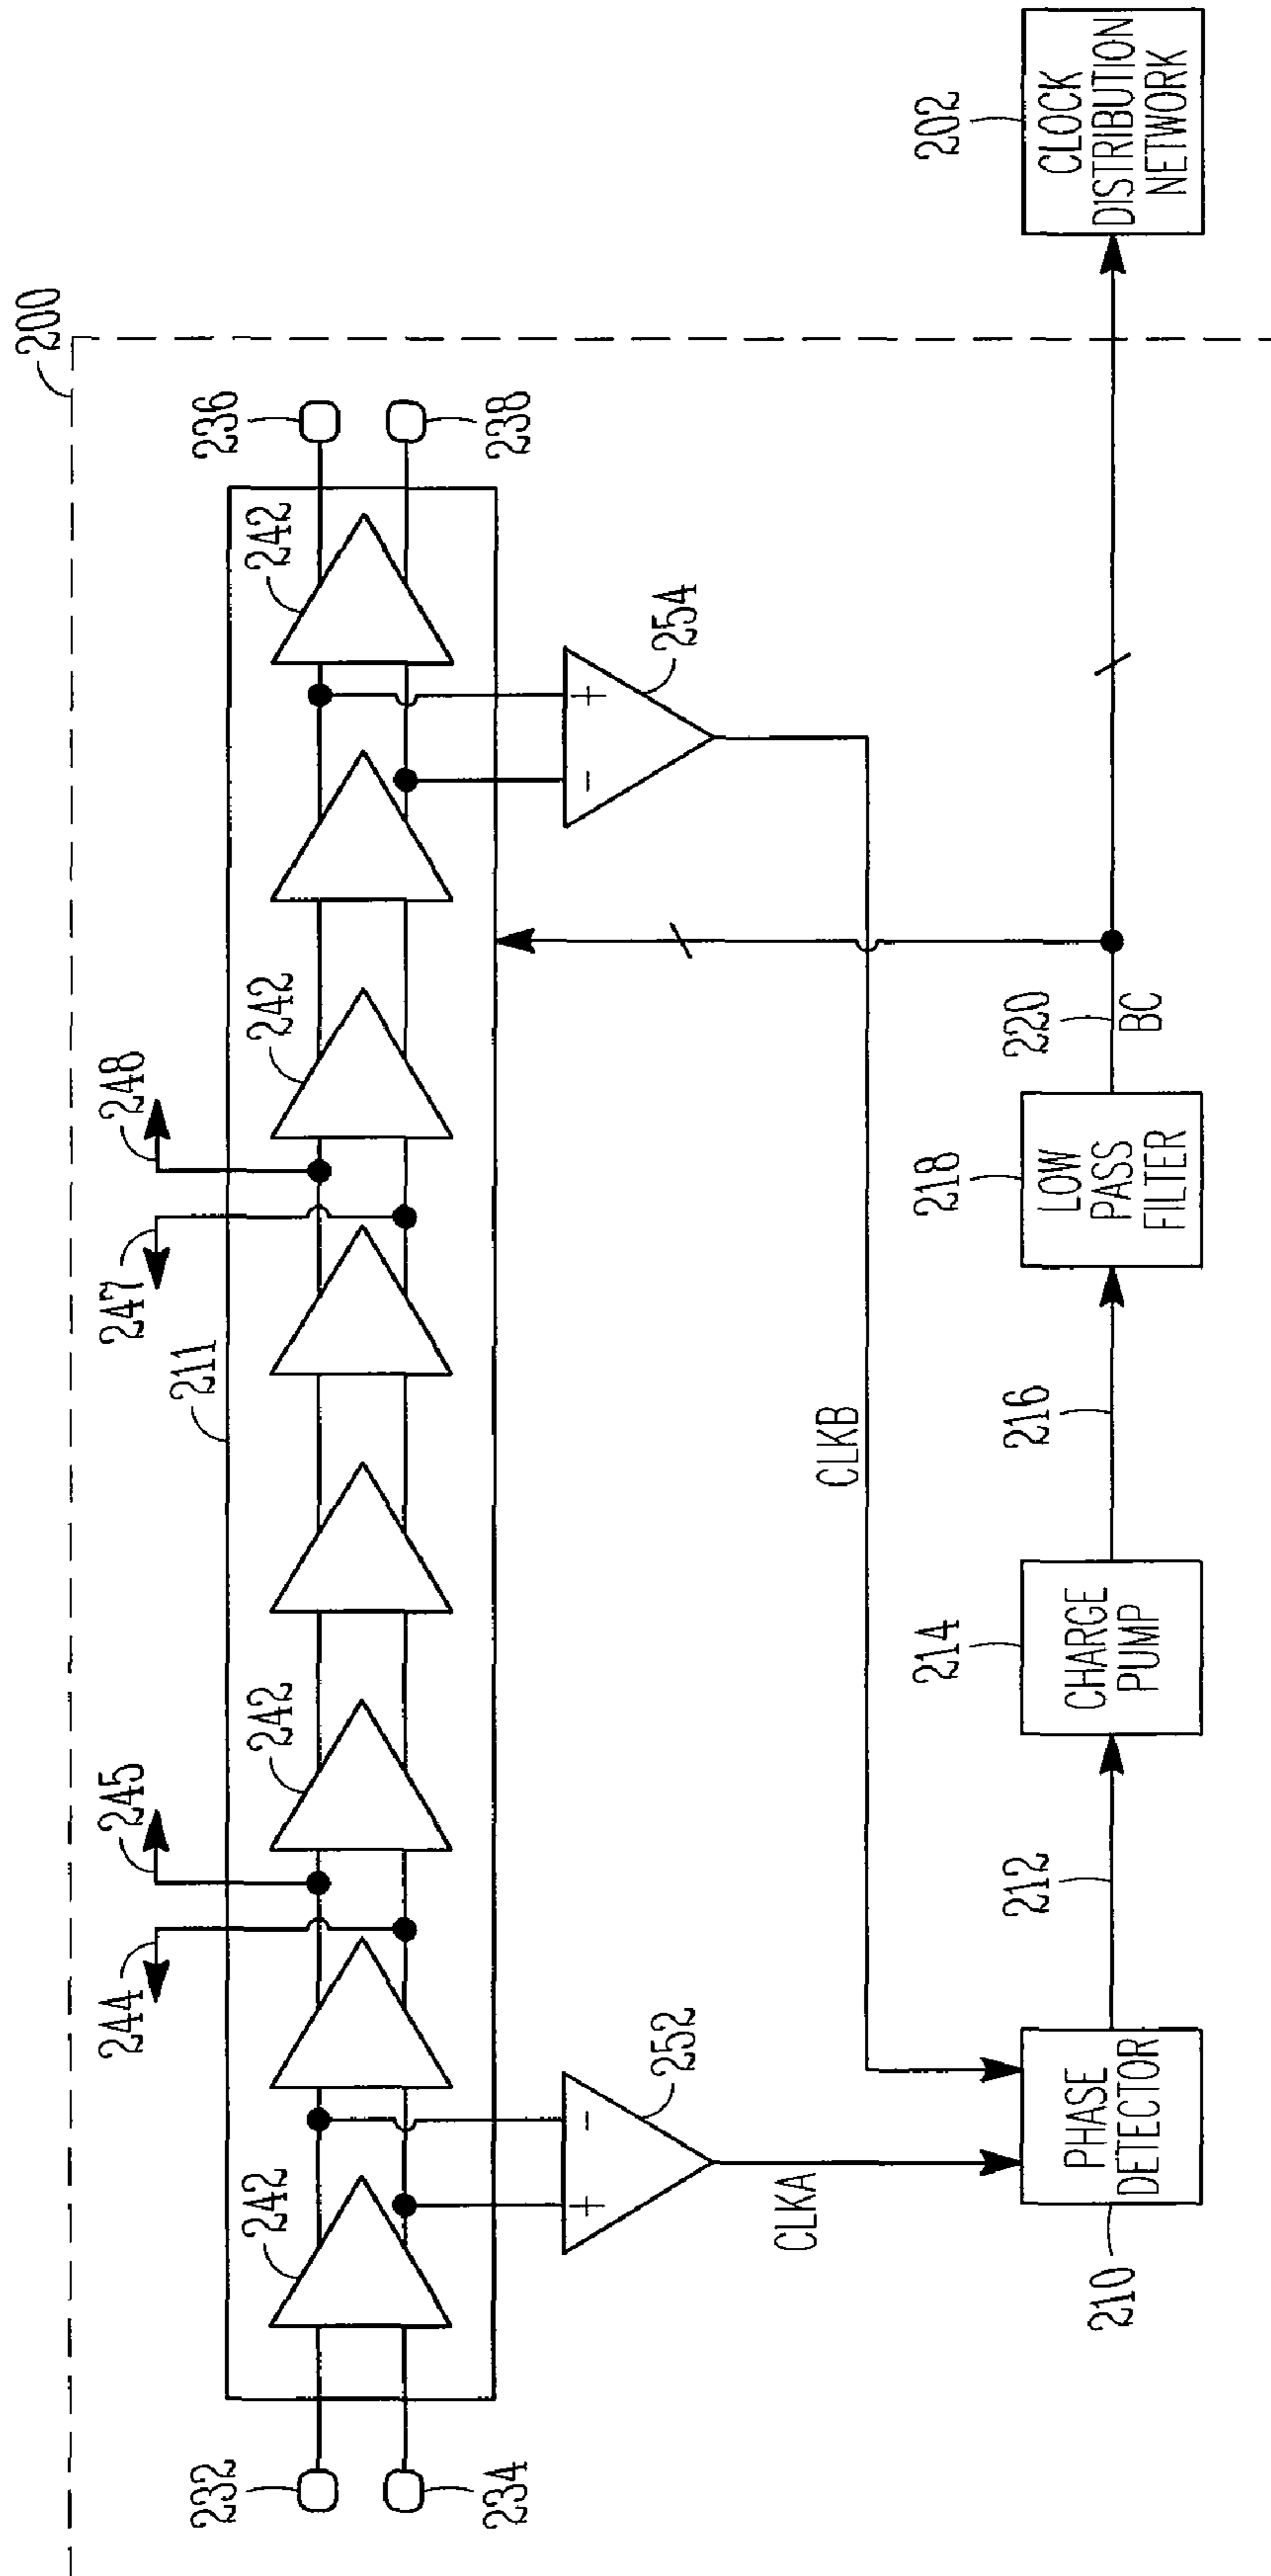 200
236
238
242
248
247
242
211
254
245
244
242
252
242
232
234
+
-
-
+
CLKB
CLKA
202
CLOCK
DISTRIBUTION
NETWORK
220
BC
218
LOW
PASS
FILTER
216
214
CHARGE
PUMP
212
PHASE
DETECTOR
210